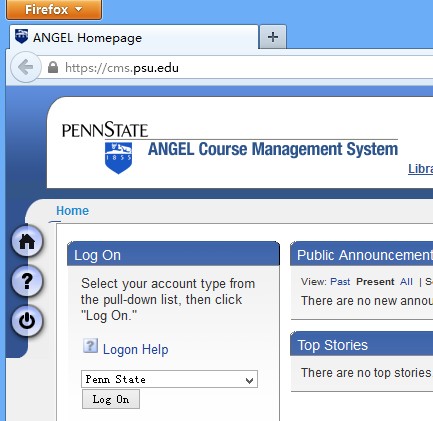 Firefox
ANGEL Homepage
https://cms.psu.edu
PENNSTATE
1855
ANGEL Course Management System
Libra
Home
Log On
Select your account type from
the pull-down list, then click
"Log On."
Logon Help
Penn State
Log On
Public Announcement
View: Past Present All | S
There are no new annou
Top Stories
There are no top stories